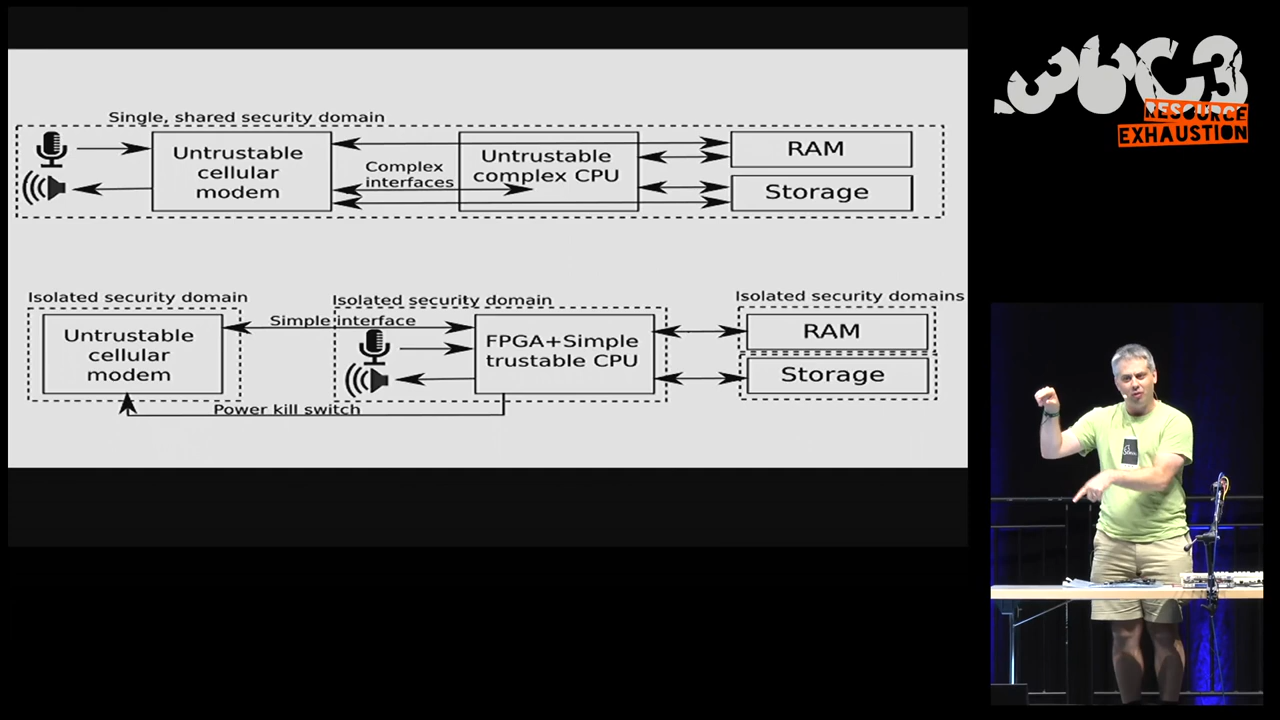 36C3
RESOURCE
EXHAUSTION
Single, shared security domain
Untrustable
cellular
modem
Complex
interfaces
Untrustable
complex CPU
RAM
Storage
Isolated security domain
Untrustable
cellular
modem
Simple interface
Power kill switch
Isolated security domain
FPGA+Simple
trustable CPU
Isolated security domains
RAM
Storage